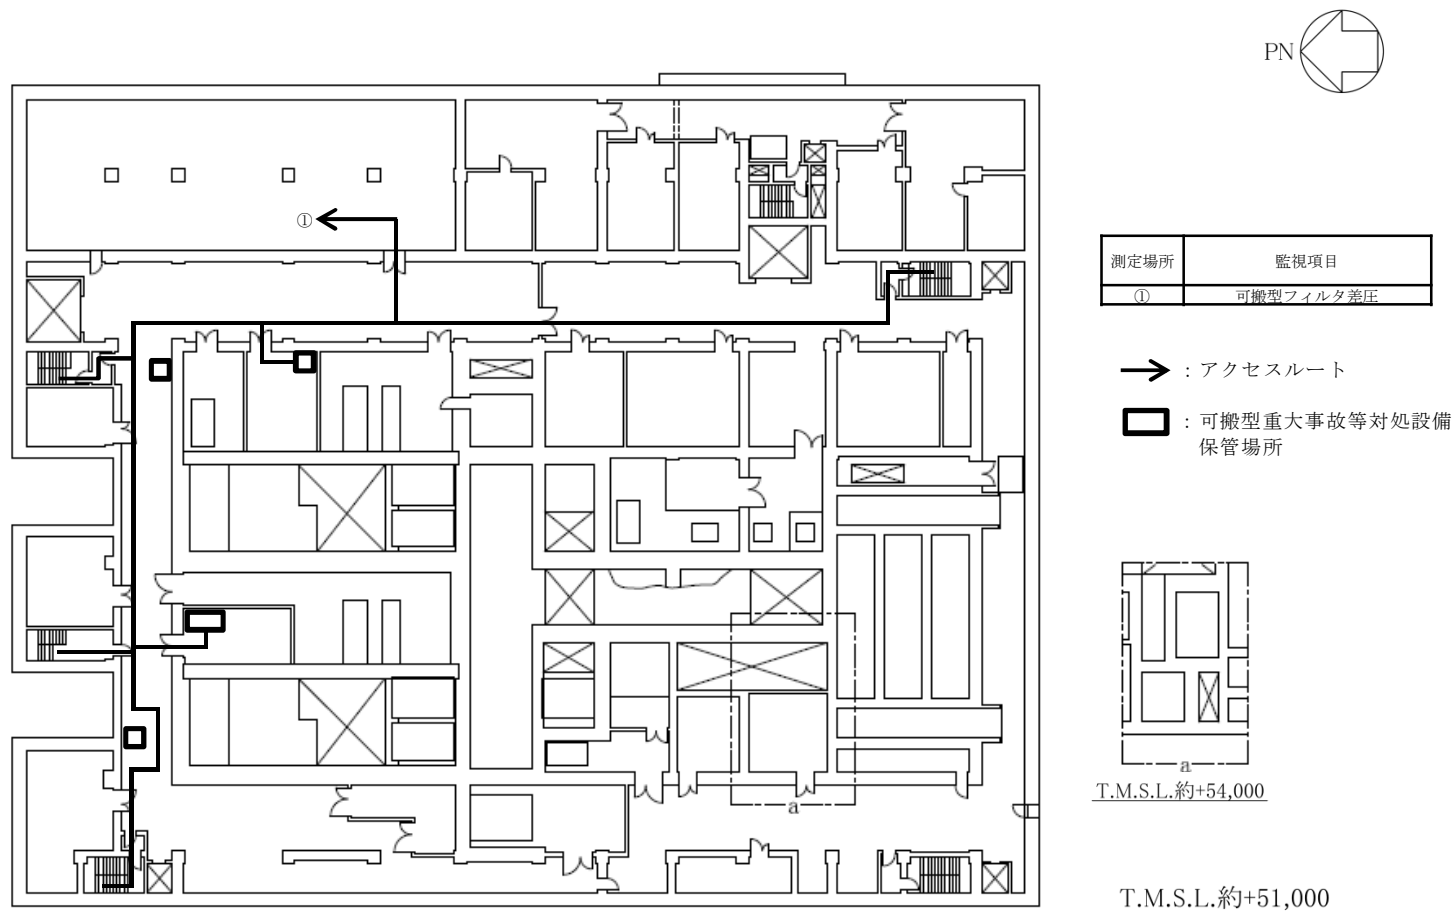 PN
①
測定場所 監視項目
① 可搬型フィルタ差圧
：アクセスルート
：可搬型重大事故等対処設備
保管場所
a
T.M.S.L.約+54,000
a
T.M.S.L.約+51,000